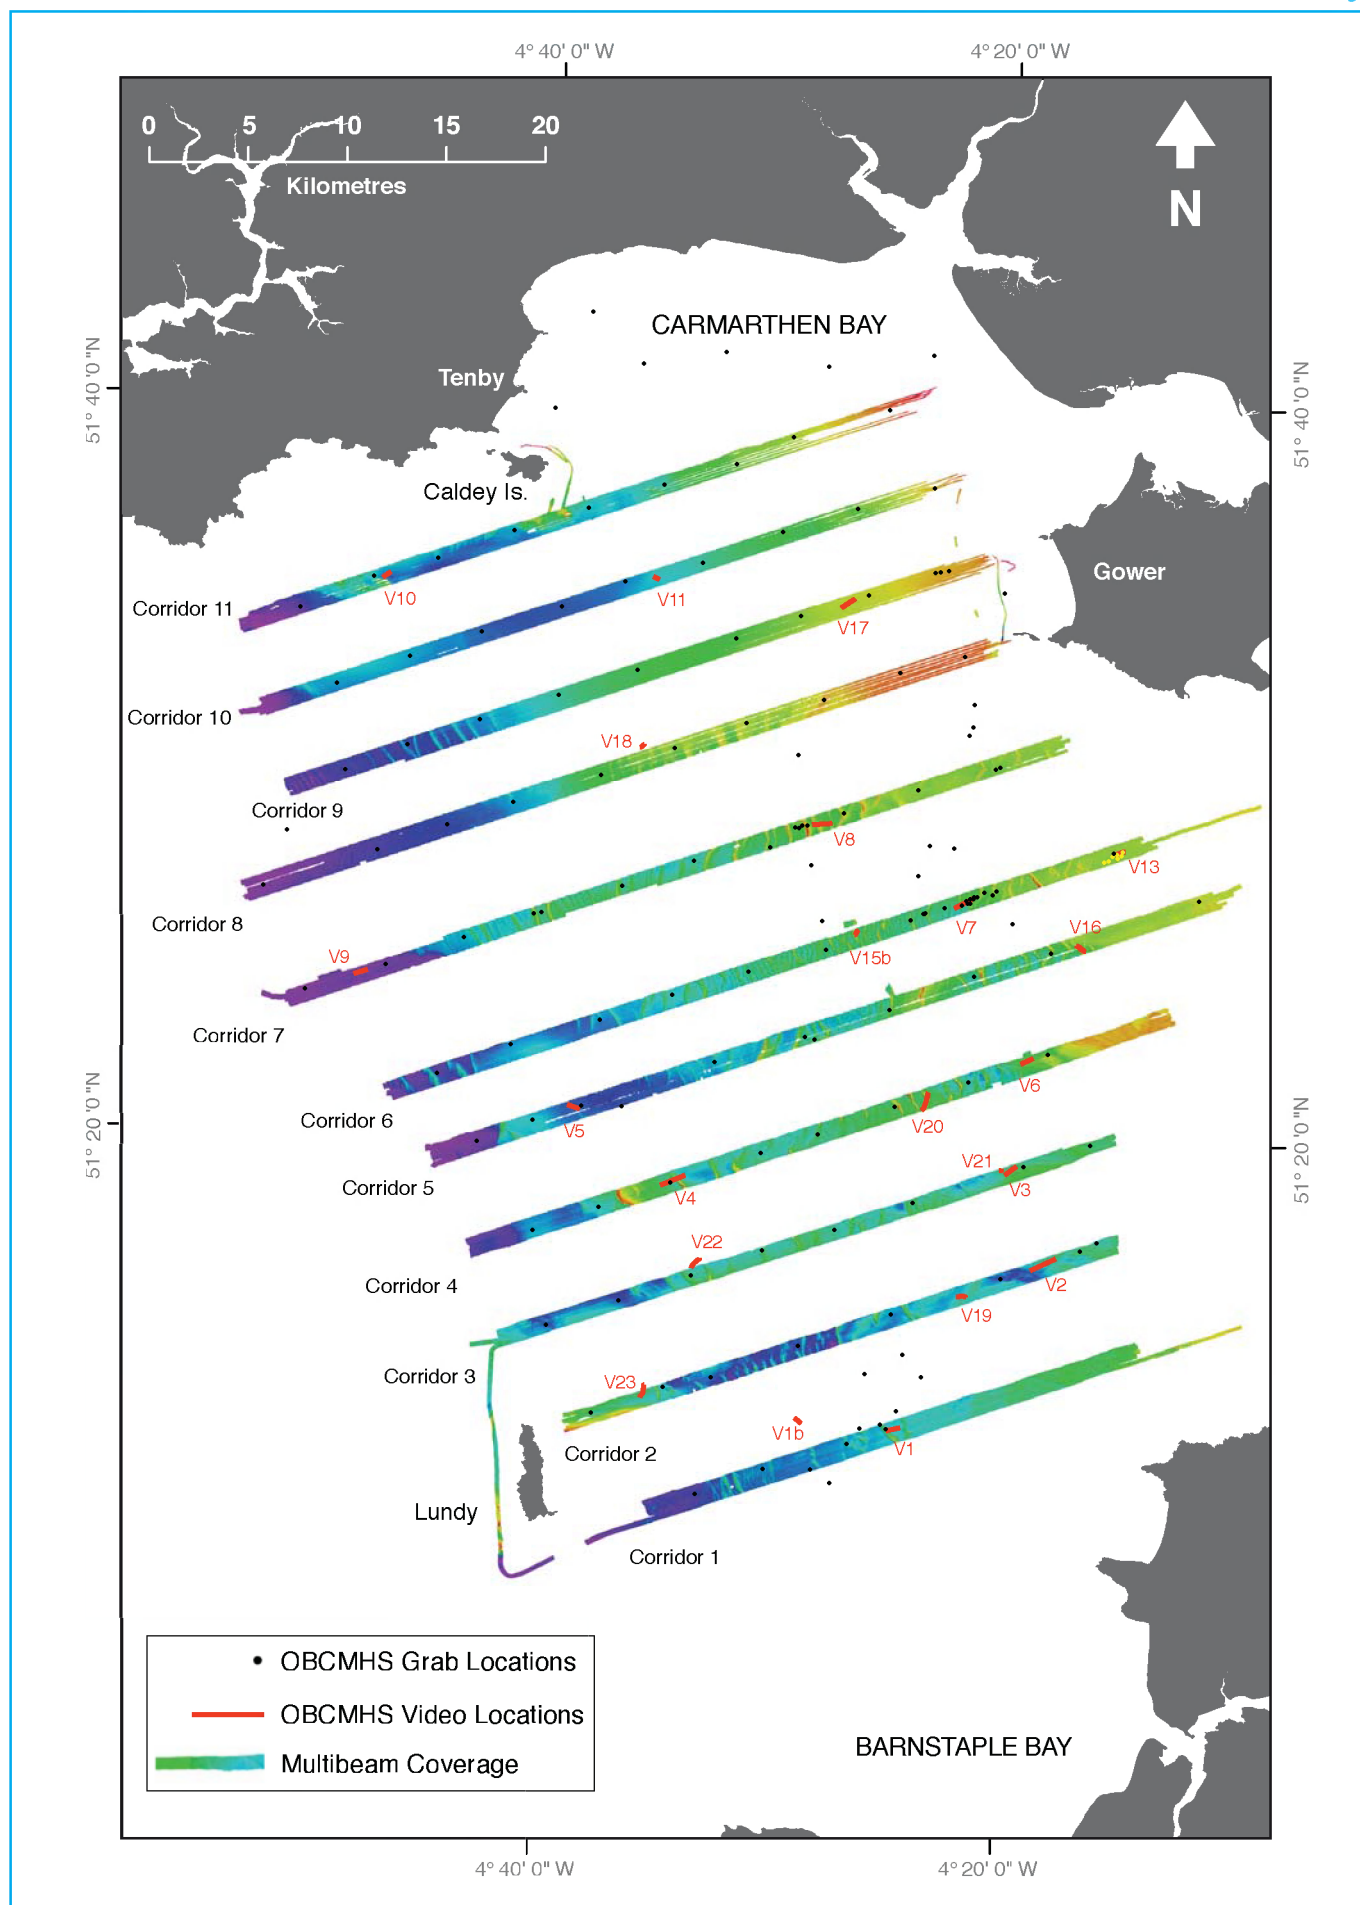 4° 40' 0" W
4° 20' 0" W
0 5 10 15 20
Kilometres
N
CARMARTHEN BAY
Tenby
51° 40' 0"N
51° 40' 0"N
Caldey Is.
Gower
V10
V11
Corridor 11
V17
Corridor 10
V18
Corridor 9
V8
V13
Corridor 8
V7
V16
V9
V15b
Corridor 7
V6
Corridor 6
V5
V20
51° 20' 0"N
51° 20' 0"N
V21
Corridor 5
V4
V3
V22
Corridor 4
V2
V19
Corridor 3
V23
V1b
V1
Corridor 2
Lundy
Corridor 1
OBCMHS Grab Locations
OBCMHS Video Locations
Multibeam Coverage
BARNSTAPLE BAY
4° 40' 0" W
4° 20' 0" W